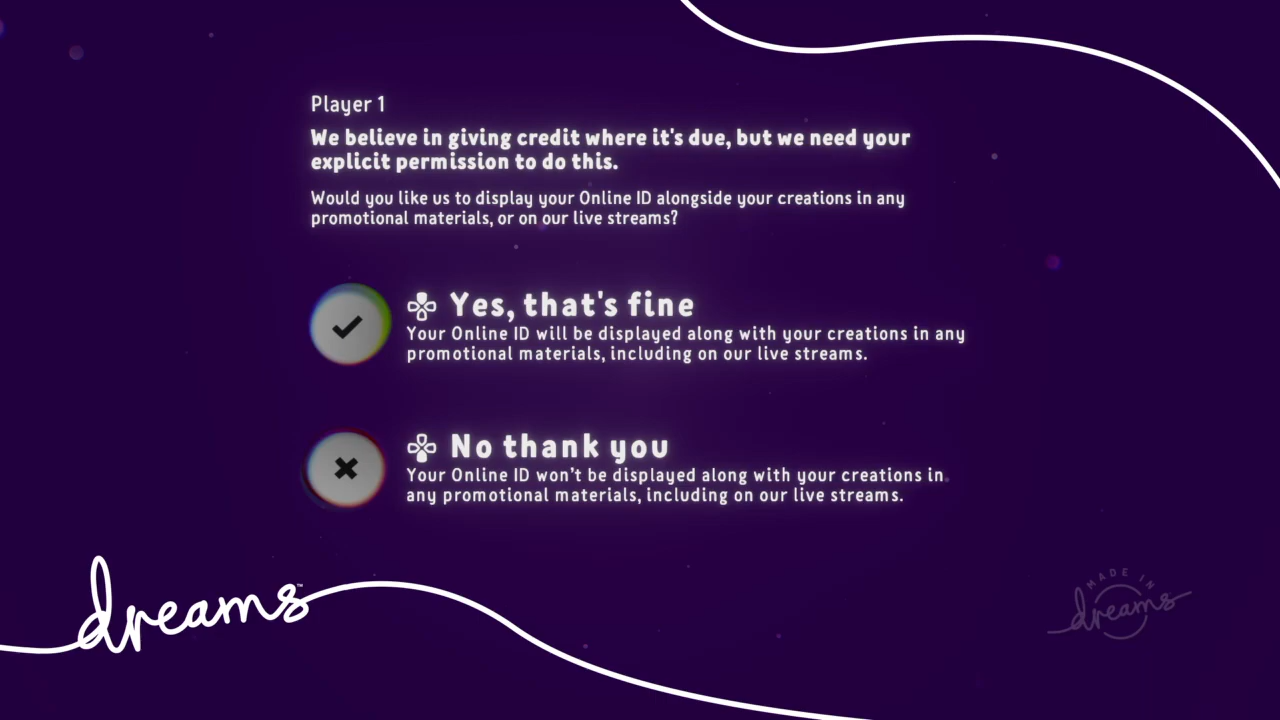 Player 1
We believe in giving credit where it's due, but we need your
explicit permission to do this.
Would you like us to display your Online ID alongside your creations in any
promotional materials, or on our live streams?
Yes, that's fine
Your Online ID will be displayed along with your creations in any
promotional materials, including on our live streams.
No thank you
Your Online ID won't be displayed along with your creations in
any promotional materials, including on our live streams.
dreams™
MADE IN
dreams